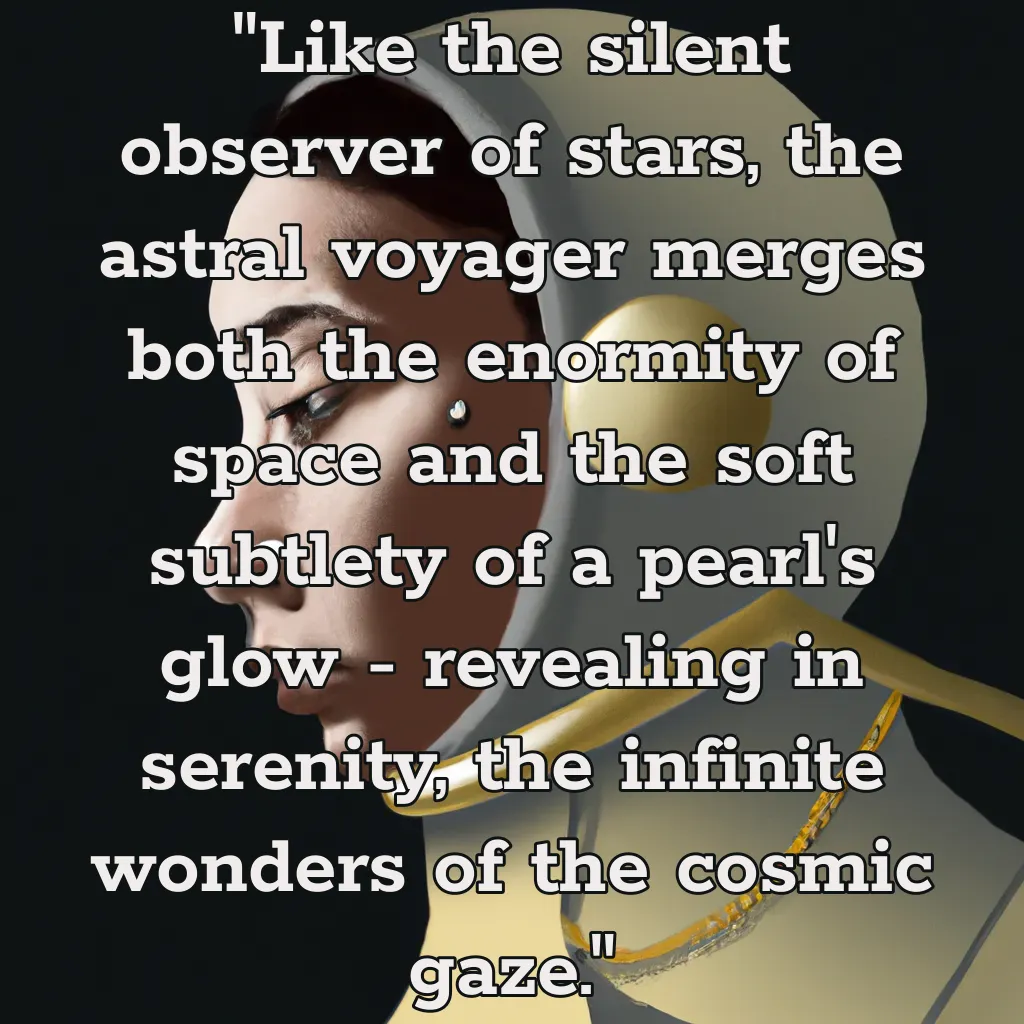 "Like the silent
observer of stars, the
astral voyager merges
both the enormity of
space and the soft
subtlety of a pearl's
glow - revealing in
serenity, the infinite
wonders of the cosmic
gaze."